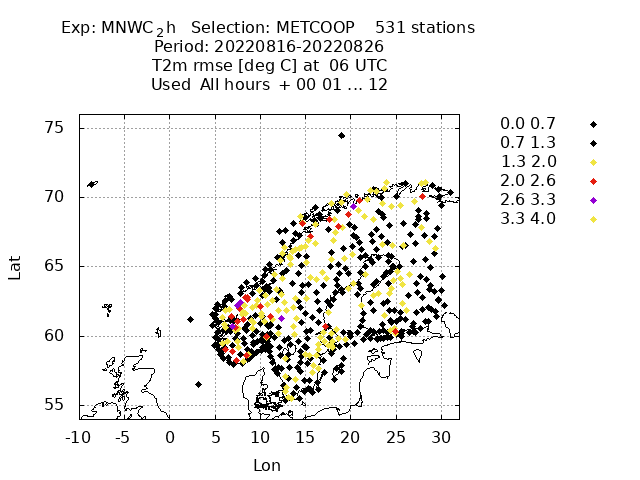 Exp: MNWC2h Selection: METCOOP 531 stations
Period: 20220816-20220826
T2m rmse [deg C] at 06 UTC
Used All hours + 00 01 ... 12
0.0 0.7
0.7 1.3
1.3 2.0
2.0 2.6
2.6 3.3
3.3 4.0
75
70
65
60
55
Lat
-10 -5 0 5 10 15 20 25 30
Lon